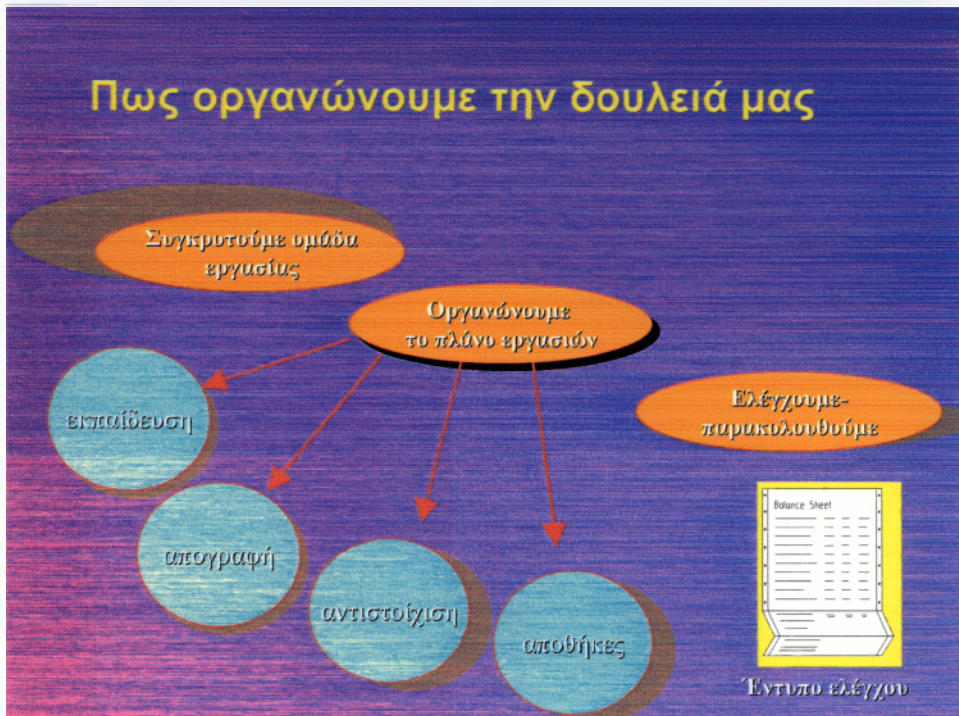 Πως οργανώνουμε την δουλειά μας
Συγκροτούμε ομάδα
εργασίας
Οργανώνουμε
το πλάνο εργασιών
Ελέγχουμε-
παρακολουθούμε
εκπαίδευση
απογραφή
αντιστοίχιση
αποθήκες
Balance Sheet
Έντυπο ελέγχου